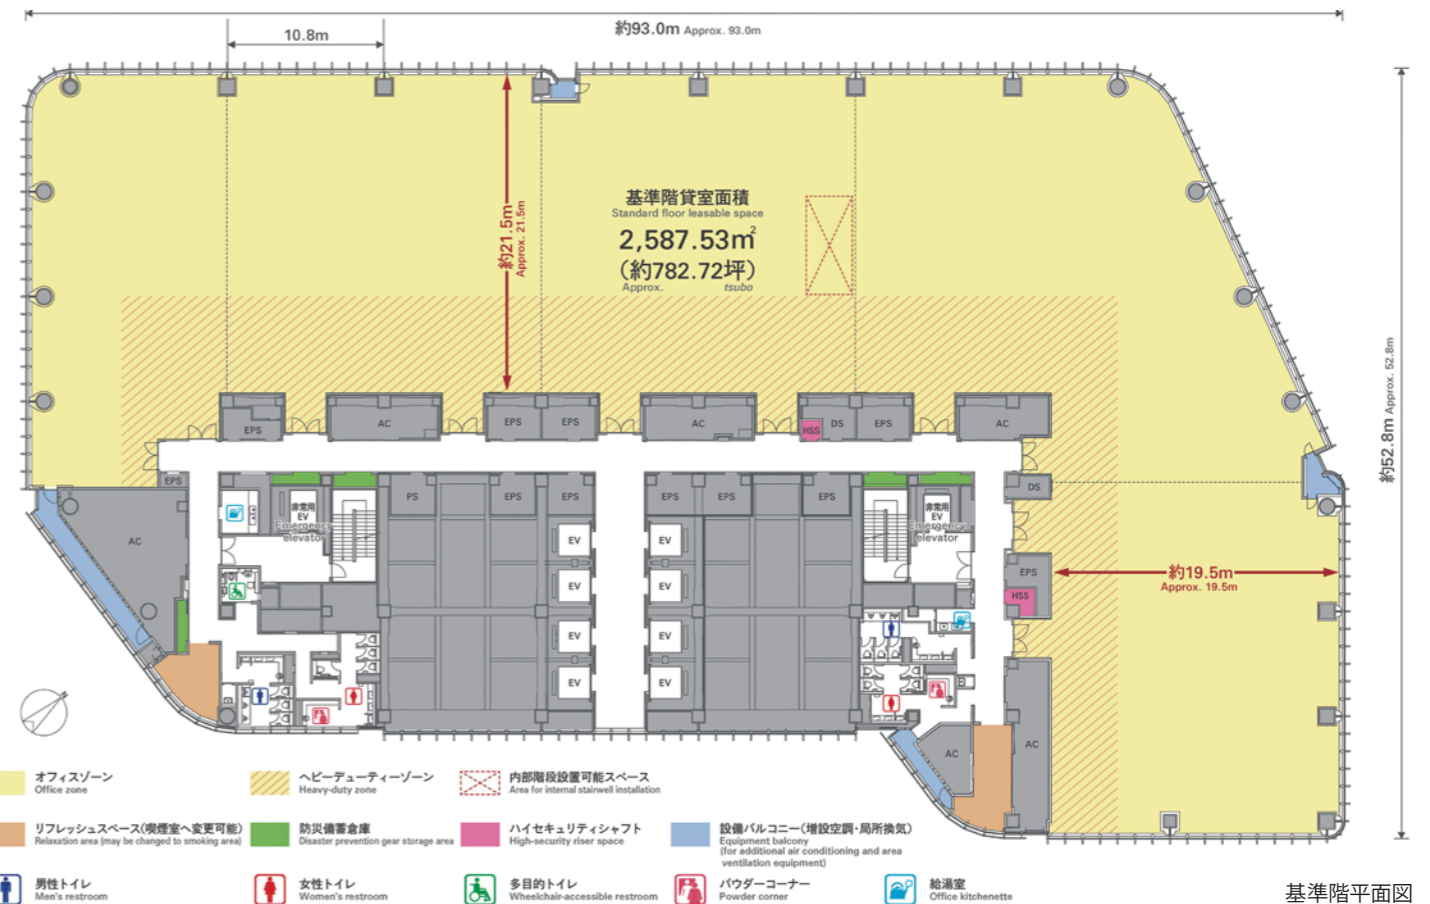 約93.0m Approx. 93.0m
10.8m
約21.5m
Approx. 21.5m
基準階貸室面積
Standard floor leasable space
2,587.53m²
（約782.72坪）
Approx. tsubo
約52.8m Approx. 52.8m
EPS
AC
EPS
EPS
AC
HSS
DS
EPS
AC
EPS
PS
EPS
EPS
EPS
EPS
EPS
DS
非常用
EV
Emergency
elevator
非常用
EV
Emergency
elevator
AC
EV
EV
EV
EV
EV
EV
EV
EV
EPS
HSS
約19.5m
Approx. 19.5m
AC
AC
N
オフィスゾーン
Office zone
ヘビーデューティーゾーン
Heavy-duty zone
内部階段設置可能スペース
Area for internal stairwell installation
リフレッシュスペース(喫煙室へ変更可能)
Relaxation area (may be changed to smoking area)
防災備蓄倉庫
Disaster prevention gear storage area
ハイセキュリティシャフト
High-security riser space
設備バルコニー(増設空調・局所換気)
Equipment balcony
(for additional air conditioning and area
ventilation equipment)
男性トイレ
Men's restroom
女性トイレ
Women's restroom
多目的トイレ
Wheelchair-accessible restroom
パウダーコーナー
Powder corner
給湯室
Office kitchenette
基準階平面図